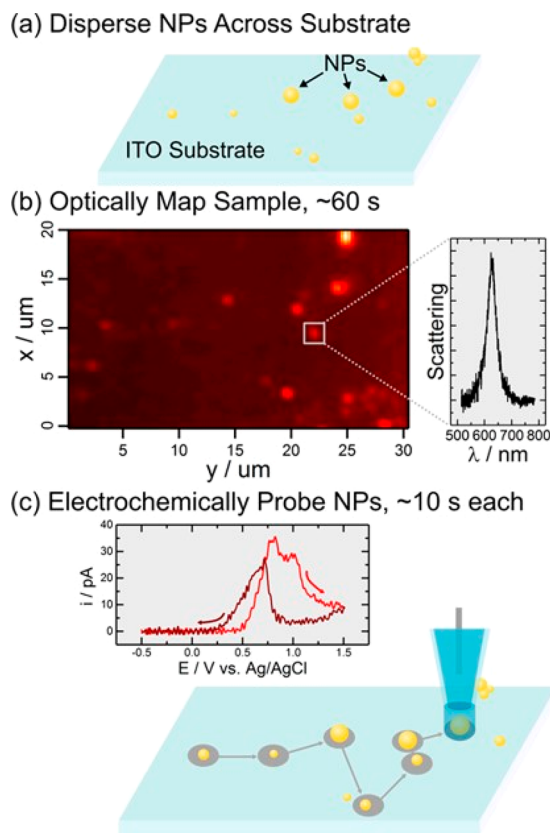 (a) Disperse NPs Across Substrate
NPs
ITO Substrate
(b) Optically Map Sample, ~60 s
20
15
10
5
0
x / um
5 10 15 20 25 30
y / um
Scattering
500 600 700 800
λ / nm
(c) Electrochemically Probe NPs, ~10 s each
40
30
20
10
0
i / pA
-0.5 0.0 0.5 1.0 1.5
E / V vs. Ag/AgCl